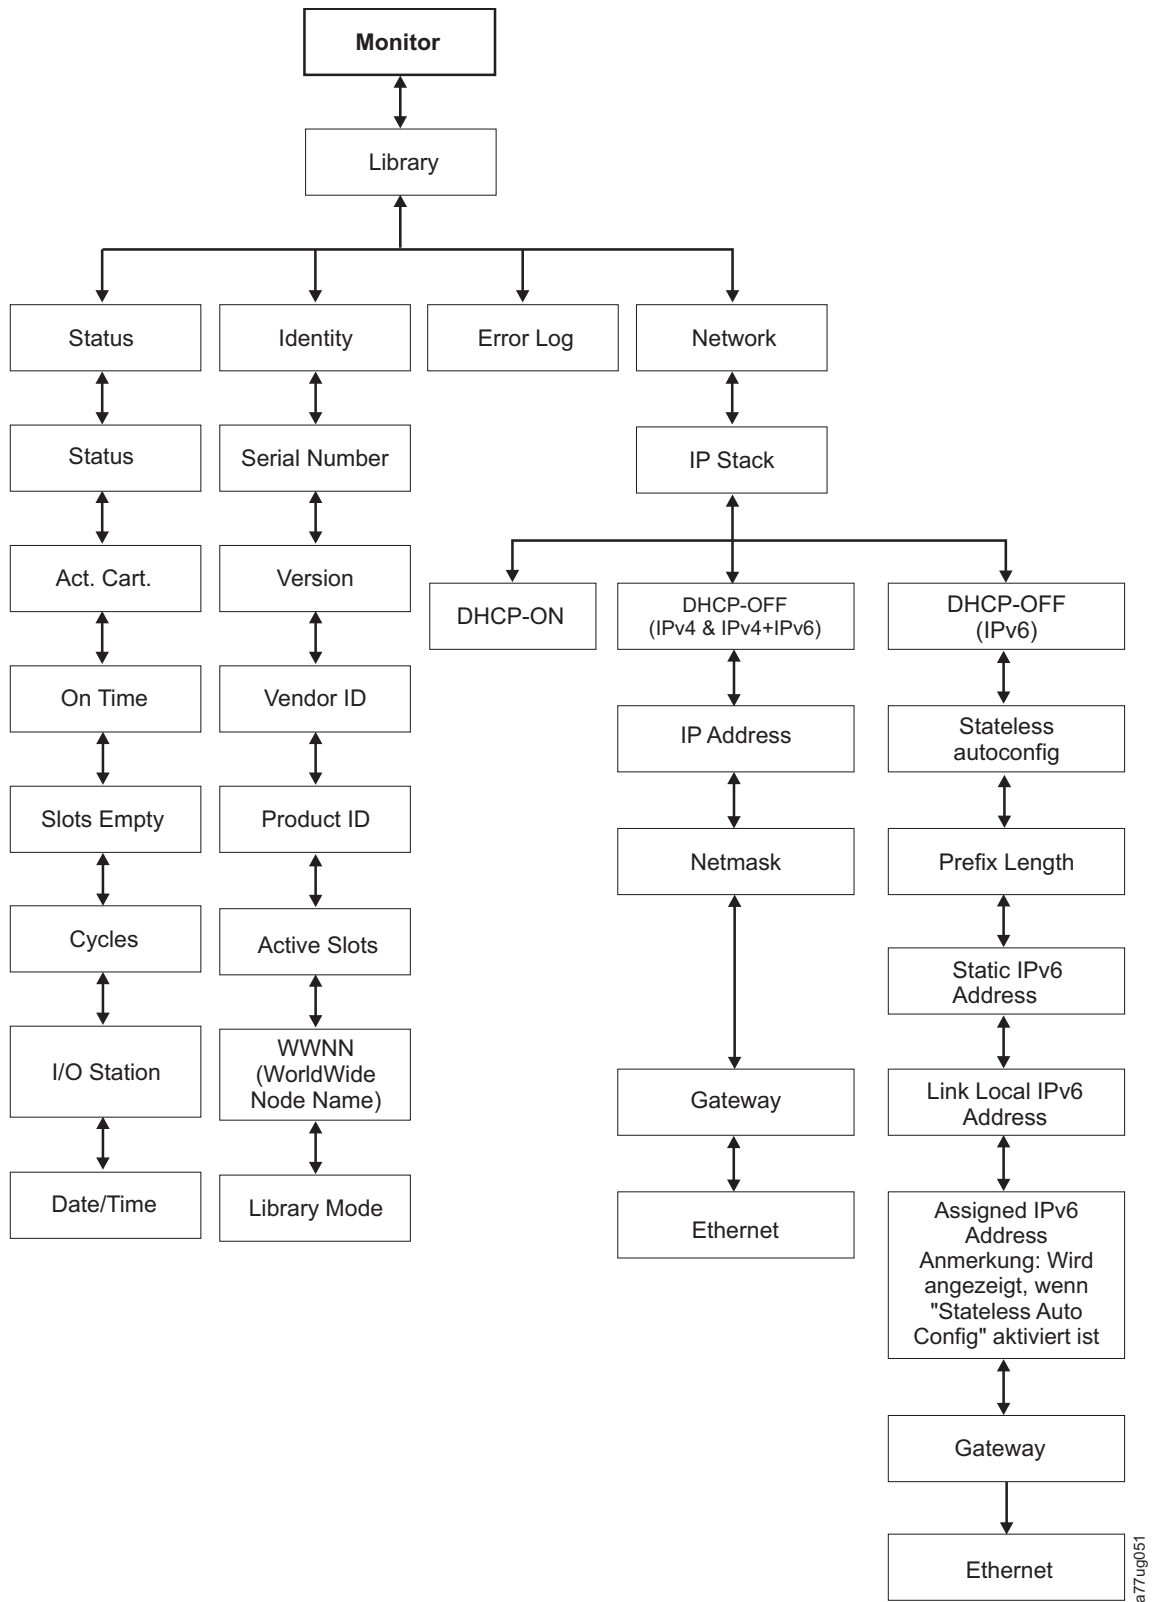 Monitor
Library
Status
Identity
Error Log
Network
Status
Serial Number
IP Stack
Act. Cart.
Version
DHCP-ON
DHCP-OFF
(IPv4 & IPv4+IPv6)
DHCP-OFF
(IPv6)
On Time
Vendor ID
IP Address
Stateless
autoconfig
Slots Empty
Product ID
Netmask
Prefix Length
Cycles
Active Slots
Static IPv6
Address
I/O Station
WWNN
(WorldWide
Node Name)
Gateway
Link Local IPv6
Address
Date/Time
Library Mode
Ethernet
Assigned IPv6
Address
Anmerkung: Wird
angezeigt, wenn
"Stateless Auto
Config" aktiviert ist
Gateway
Ethernet
a77ug051